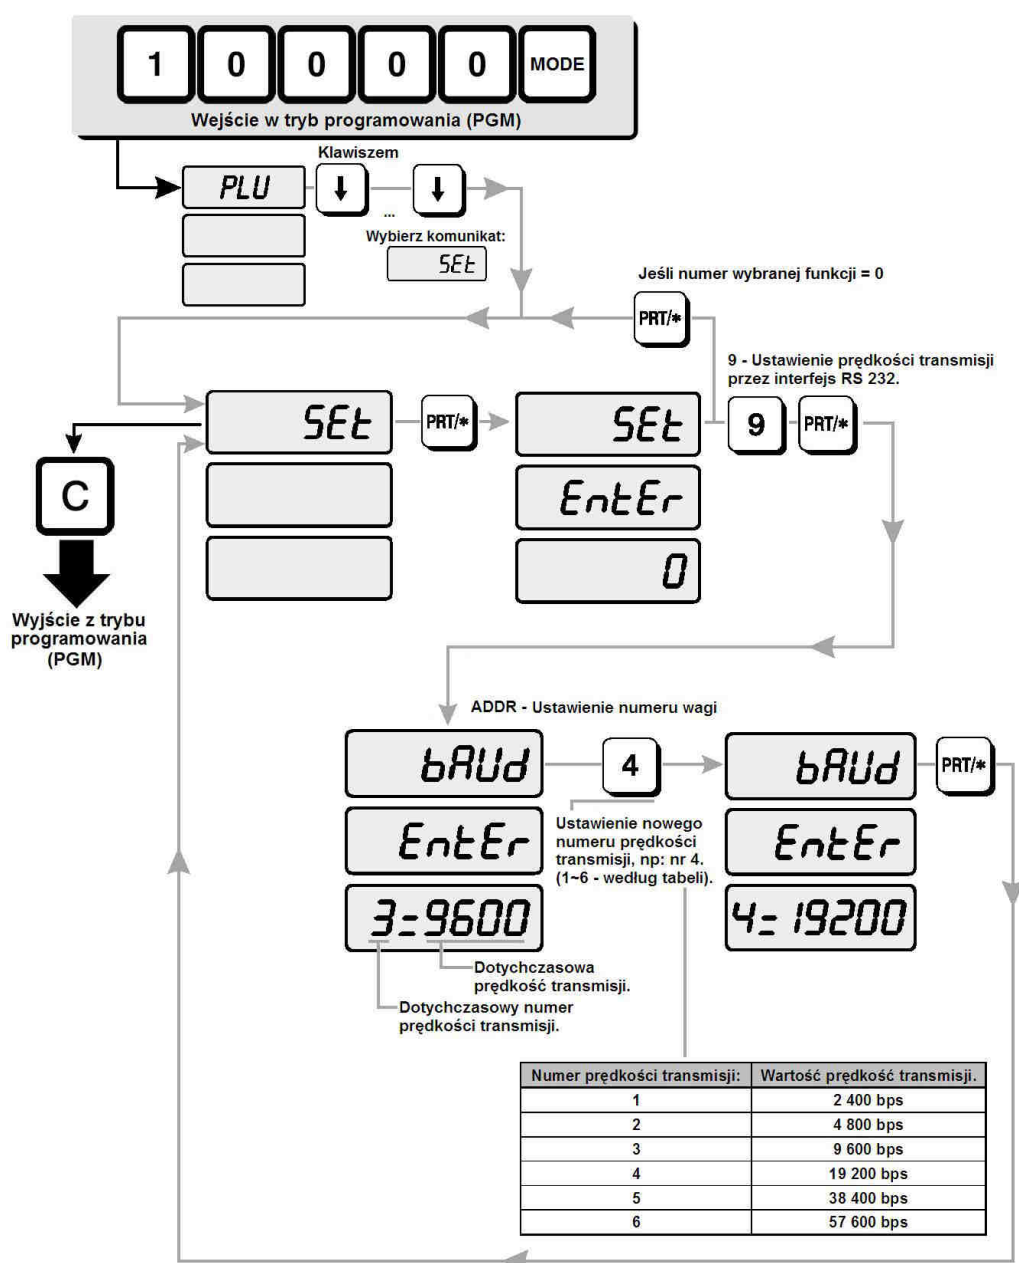 1 0 0 0 0 MODE
Wejście w tryb programowania (PGM)
Klawiszem
PLU
...
Wybierz komunikat:
SEt
Jeśli numer wybranej funkcji = 0
PRT/*
9 - Ustawienie prędkości transmisji
przez interfejs RS 232.
SEt
PRT/*
SEt
9
PRT/*
EntEr
0
C
Wyjście z trybu
programowania
(PGM)
ADDR - Ustawienie numeru wagi
bAUd
4
bAUd
PRT/*
EntEr
Ustawienie nowego
numeru prędkości
transmisji, np: nr 4.
(1~6 - według tabeli).
EntEr
3=9600
4=19200
Dotychczasowa
prędkość transmisji.
Dotychczasowy numer
prędkości transmisji.
Numer prędkości transmisji: Wartość prędkość transmisji.
1 2 400 bps
2 4 800 bps
3 9 600 bps
4 19 200 bps
5 38 400 bps
6 57 600 bps